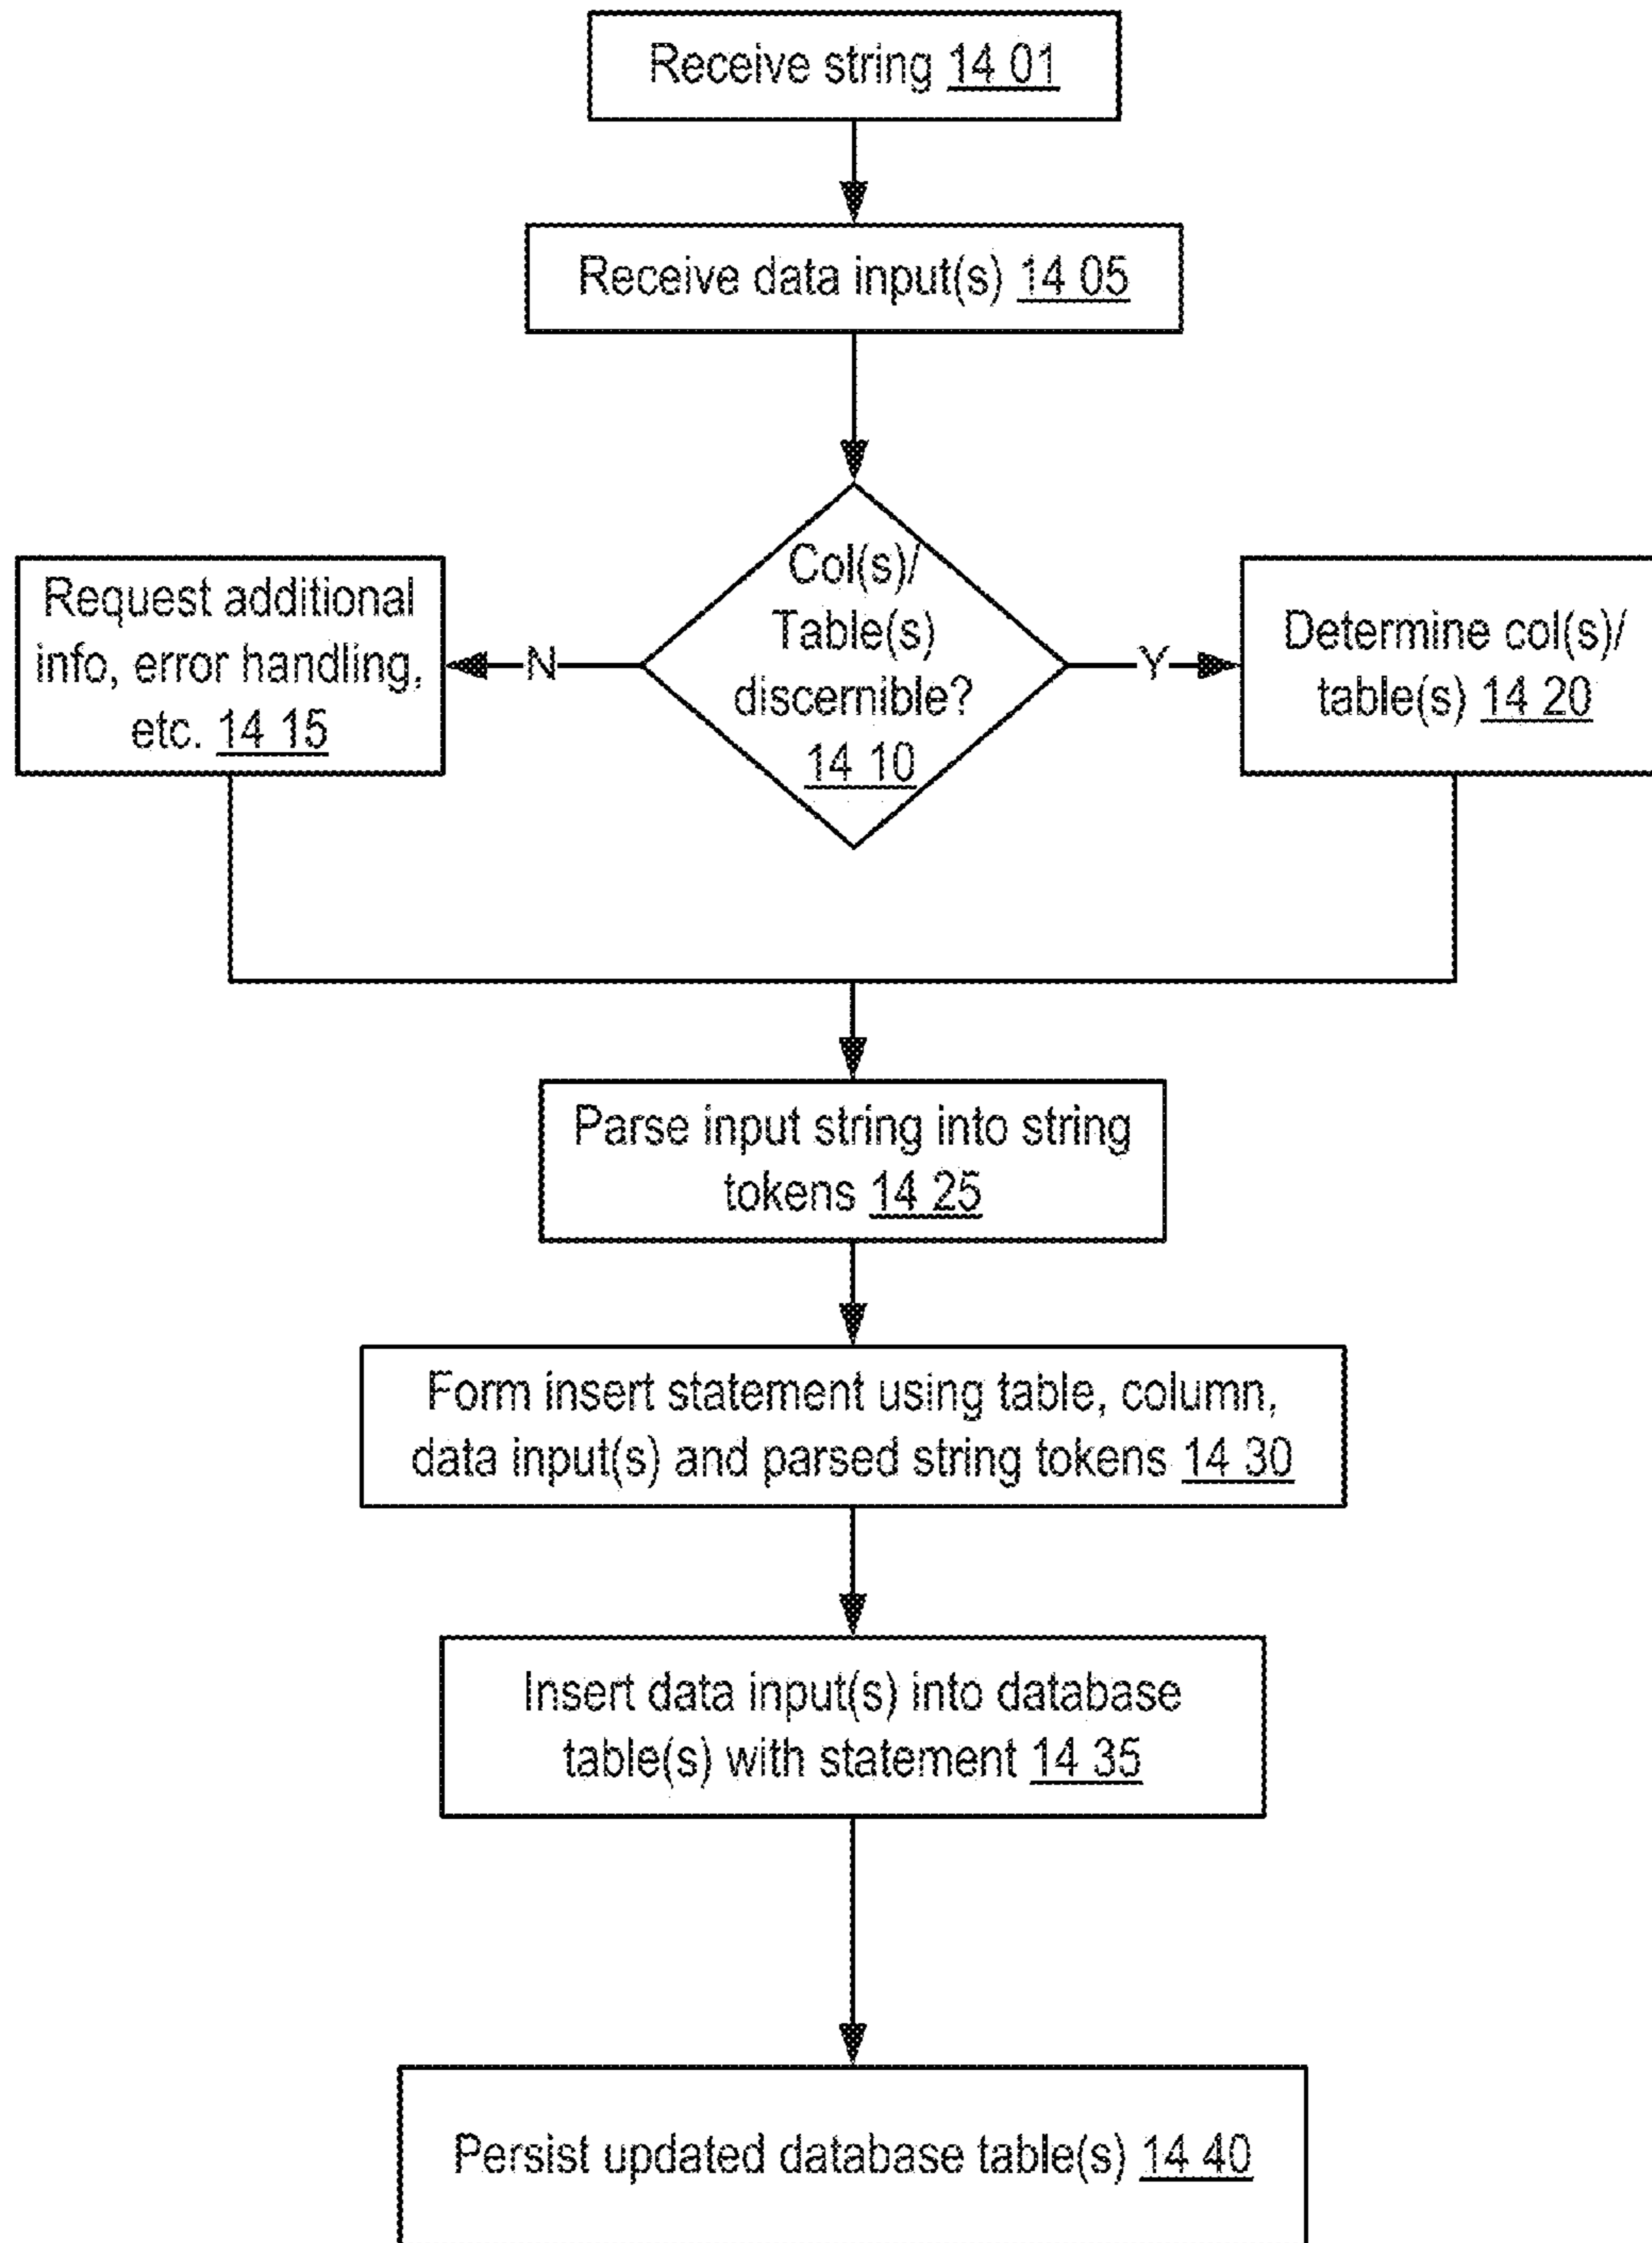 Receive string 14 01
Receive data input(s) 14 05
Col(s)/
Table(s)
discernible?
14 10
N
Y
Request additional
info, error handling,
etc. 14 15
Determine col(s)/
table(s) 14 20
Parse input string into string
tokens 14 25
Form insert statement using table, column,
data input(s) and parsed string tokens 14 30
Insert data input(s) into database
table(s) with statement 14 35
Persist updated database table(s) 14 40